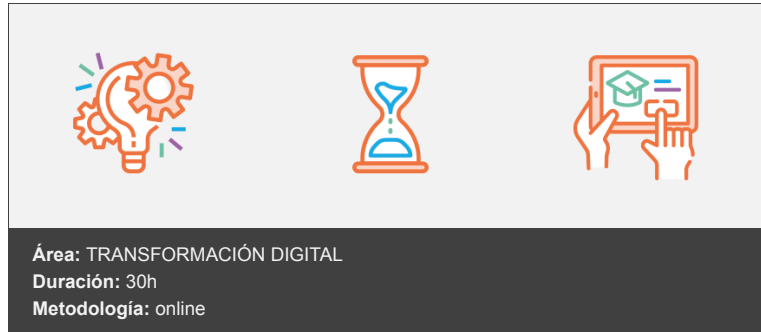 Área: TRANSFORMACIÓN DIGITAL
Duración: 30h
Metodología: online